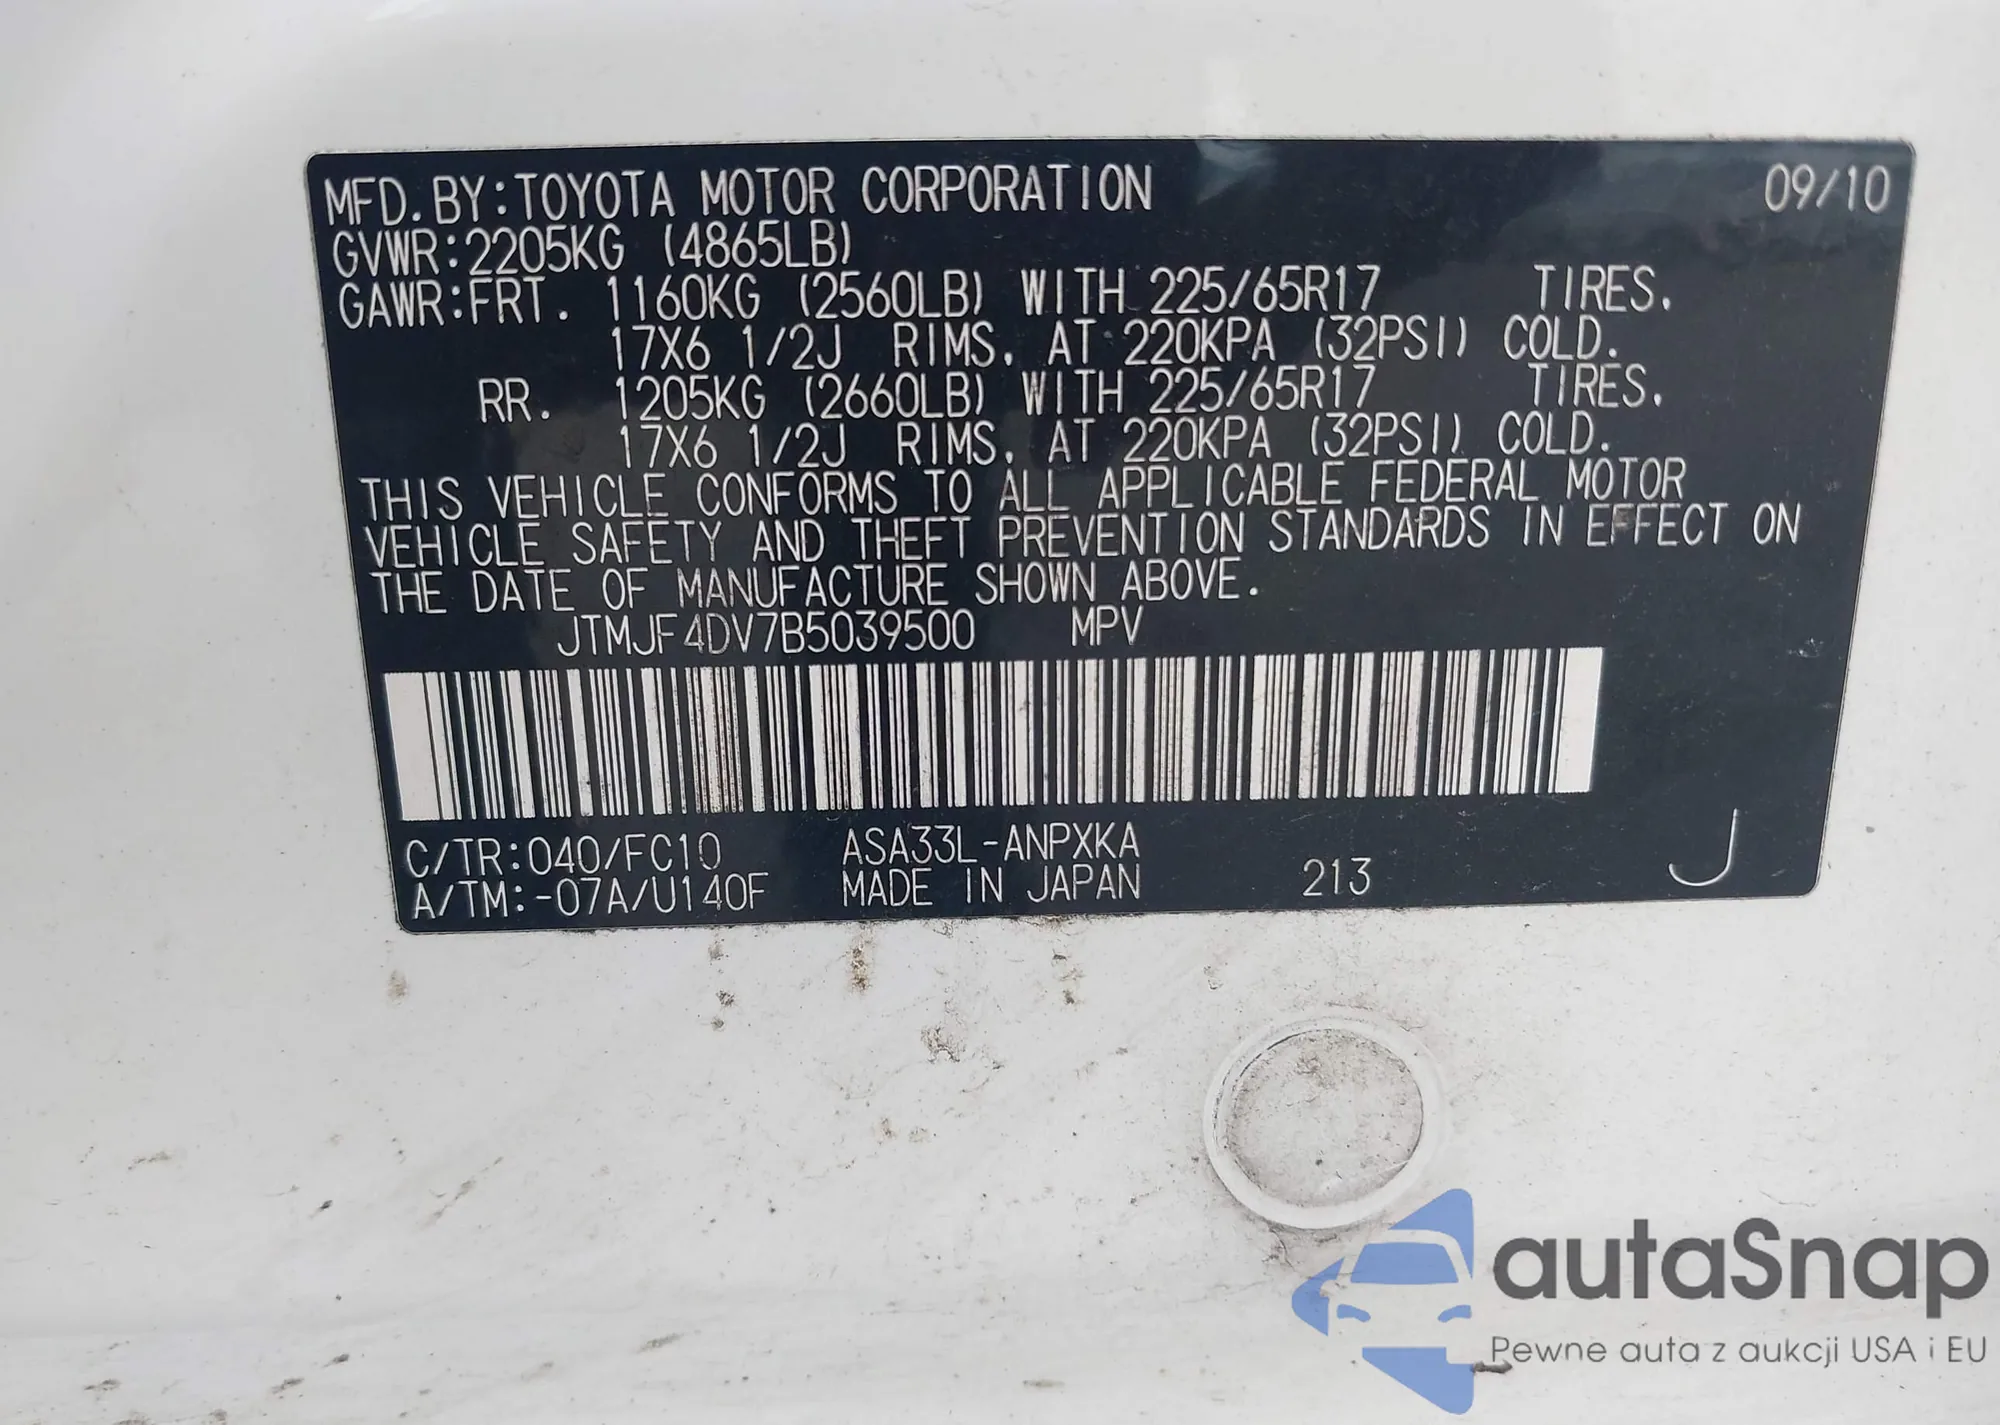 MFD. BY: TOYOTA MOTOR CORPORATION 09/10
GVWR: 2205KG (4865LB)
GAWR: FRT. 1160KG (2560LB) WITH 225/65R17 TIRES.
17X6 1/2J RIMS, AT 220KPA (32PSI) COLD.
RR. 1205KG (2660LB) WITH 225/65R17 TIRES.
17X6 1/2J RIMS, AT 220KPA (32PSI) COLD.
THIS VEHICLE CONFORMS TO ALL APPLICABLE FEDERAL MOTOR
VEHICLE SAFETY AND THEFT PREVENTION STANDARDS IN EFFECT ON
THE DATE OF MANUFACTURE SHOWN ABOVE.
JTMJF4DV7B5039500 MPV
C/TR: 040/FC10 ASA33L-ANPXKA
A/TM: -07A/U140F MADE IN JAPAN 213 J
autaSnap
Pewne auta z aukcji USA i EU